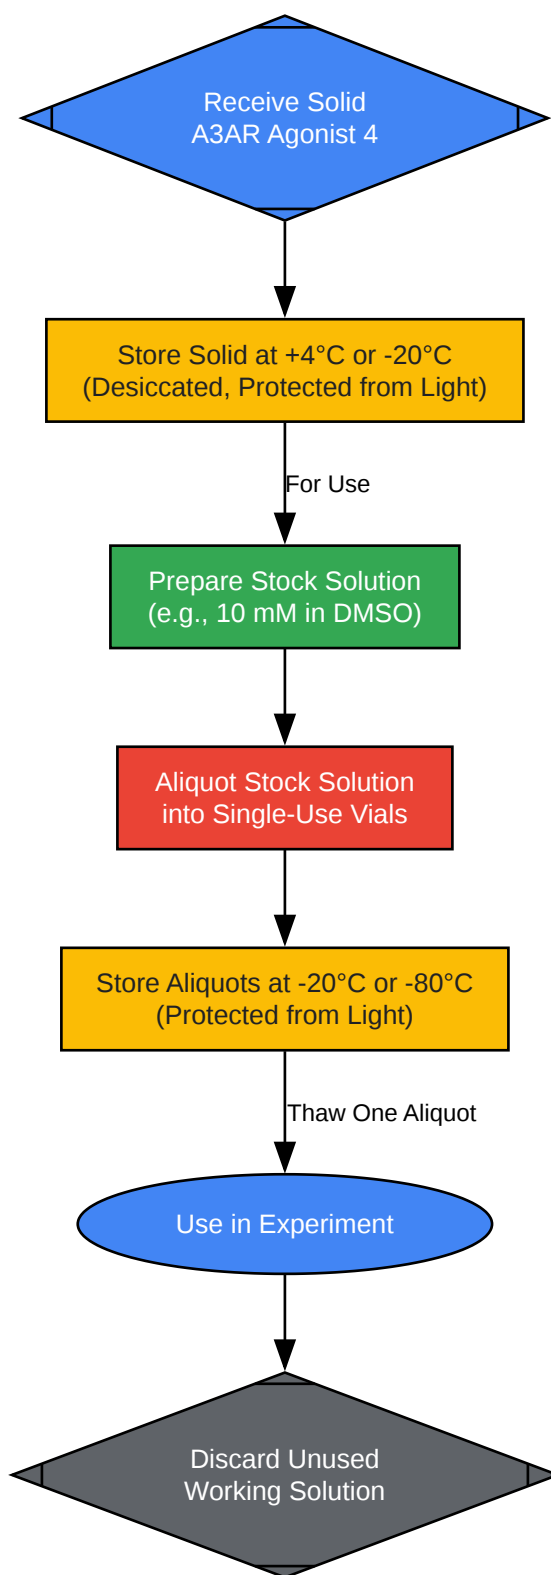 Receive Solid
A3AR Agonist 4
Store Solid at +4°C or -20°C
(Desiccated, Protected from Light)
For Use
Prepare Stock Solution
(e.g., 10 mM in DMSO)
Aliquot Stock Solution
into Single-Use Vials
Store Aliquots at -20°C or -80°C
(Protected from Light)
Thaw One Aliquot
Use in Experiment
Discard Unused
Working Solution